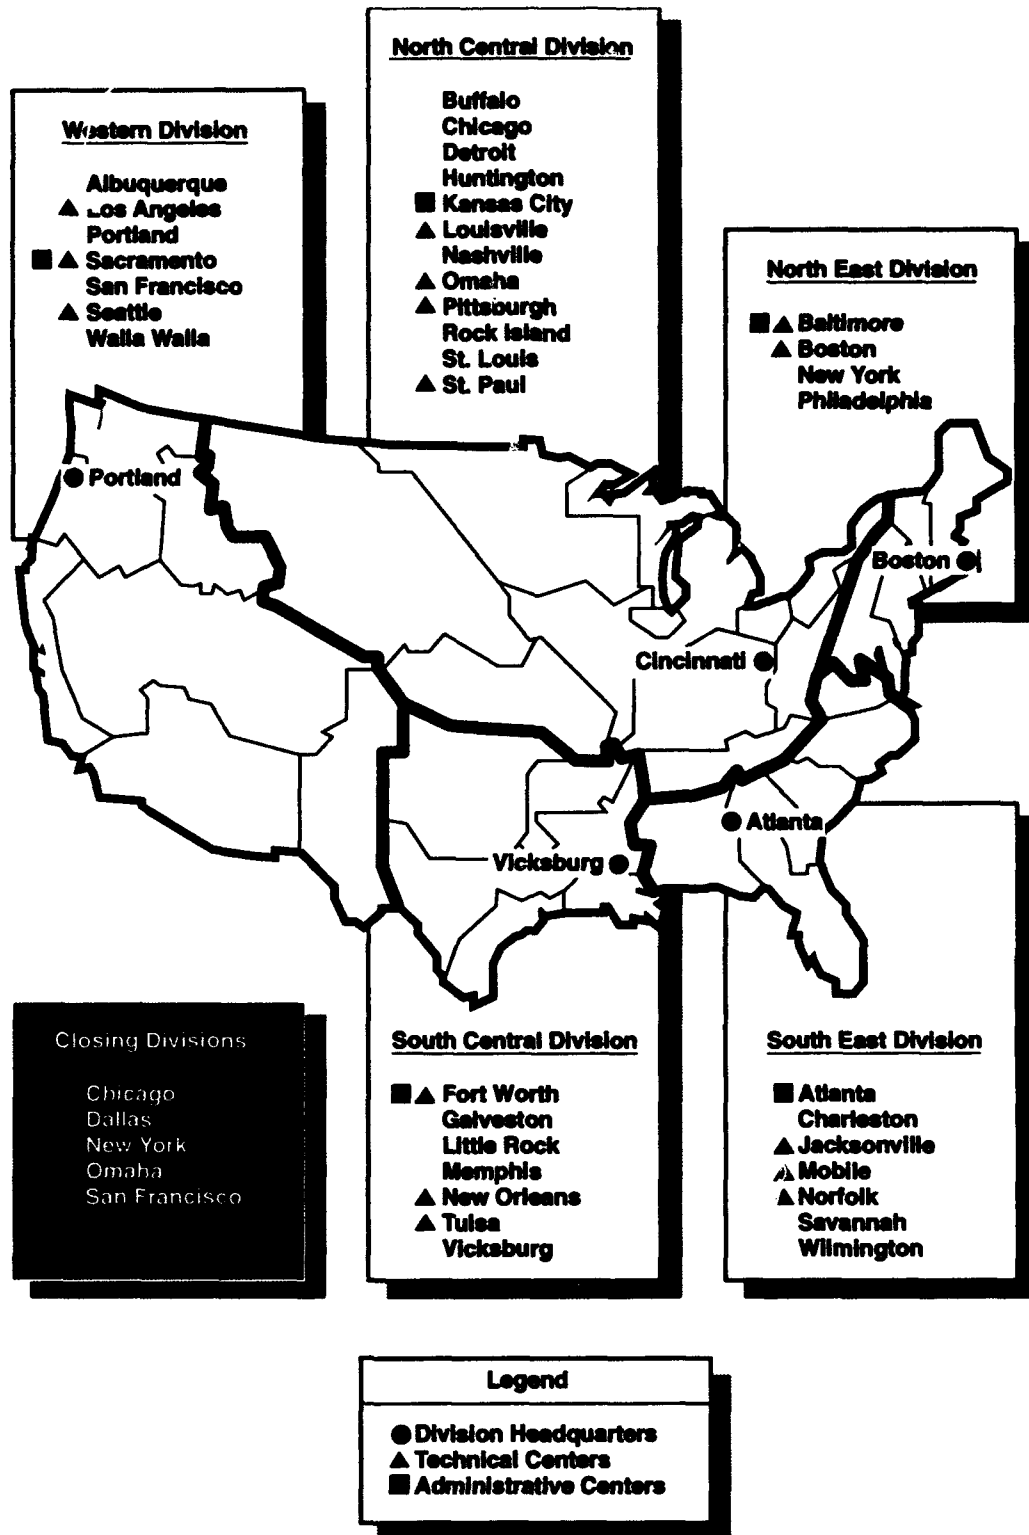 North Central Division
Buffalo
Chicago
Detroit
Huntington
Kansas City
Louisville
Nashville
Omaha
Pittsburgh
Rock Island
St. Louis
St. Paul
Western Division
Albuquerque
Los Angeles
Portland
Sacramento
San Francisco
Seattle
Walla Walla
North East Division
Baltimore
Boston
New York
Philadelphia
Portland
Boston
Cincinnati
Atlanta
Vicksburg
Closing Divisions
Chicago
Dallas
New York
Omaha
San Francisco
South Central Division
Fort Worth
Galveston
Little Rock
Memphis
New Orleans
Tulsa
Vicksburg
South East Division
Atlanta
Charleston
Jacksonville
Mobile
Norfolk
Savannah
Wilmington
Legend
Division Headquarters
Technical Centers
Administrative Centers